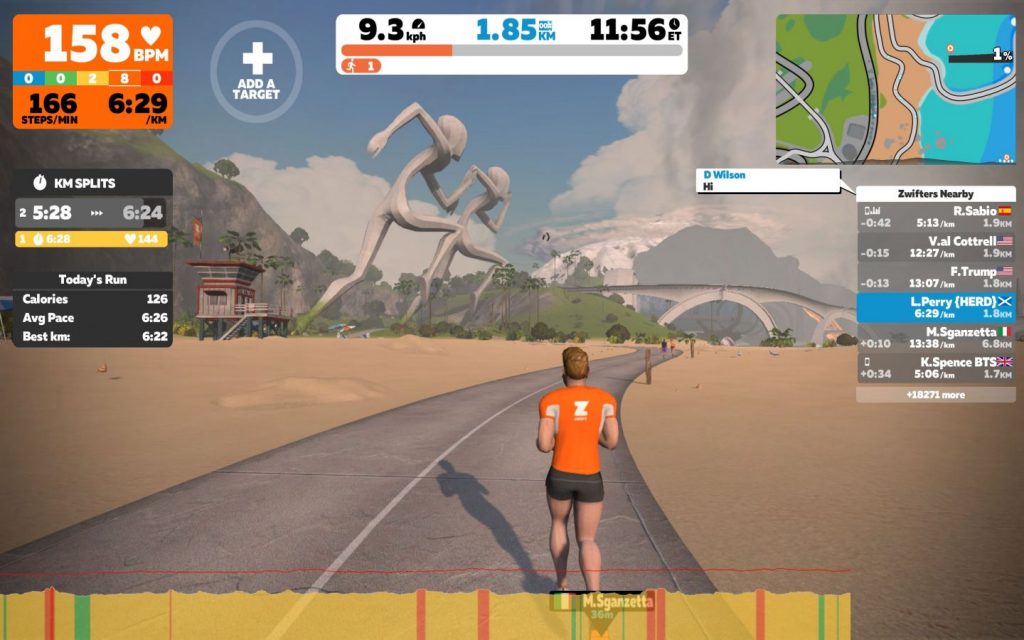 158 BPM
0 0 2 8 0
166 STEPS/MIN 6:29 /KM
ADD A TARGET
9.3 kph 1.85 KM 11:56 ET
1
1%
KM SPLITS
2 5:28 6:24
1 6:28 144
Today's Run
Calories 126
Avg Pace 6:26
Best km: 6:22
D Wilson
Hi
Zwifters Nearby
R.Sabio
-0:42 5:13/km 1.9KM
V.al Cottrell
-0:15 12:27/km 1.9KM
F.Trump
-0:13 13:07/km 1.8KM
L.Perry {HERD}
6:29/km 1.8KM
M.Sganzetta
+0:10 13:38/km 6.8KM
K.Spence BTS
+0:34 5:06/km 1.7KM
+18271 more
Z
M.Sganzetta
36m